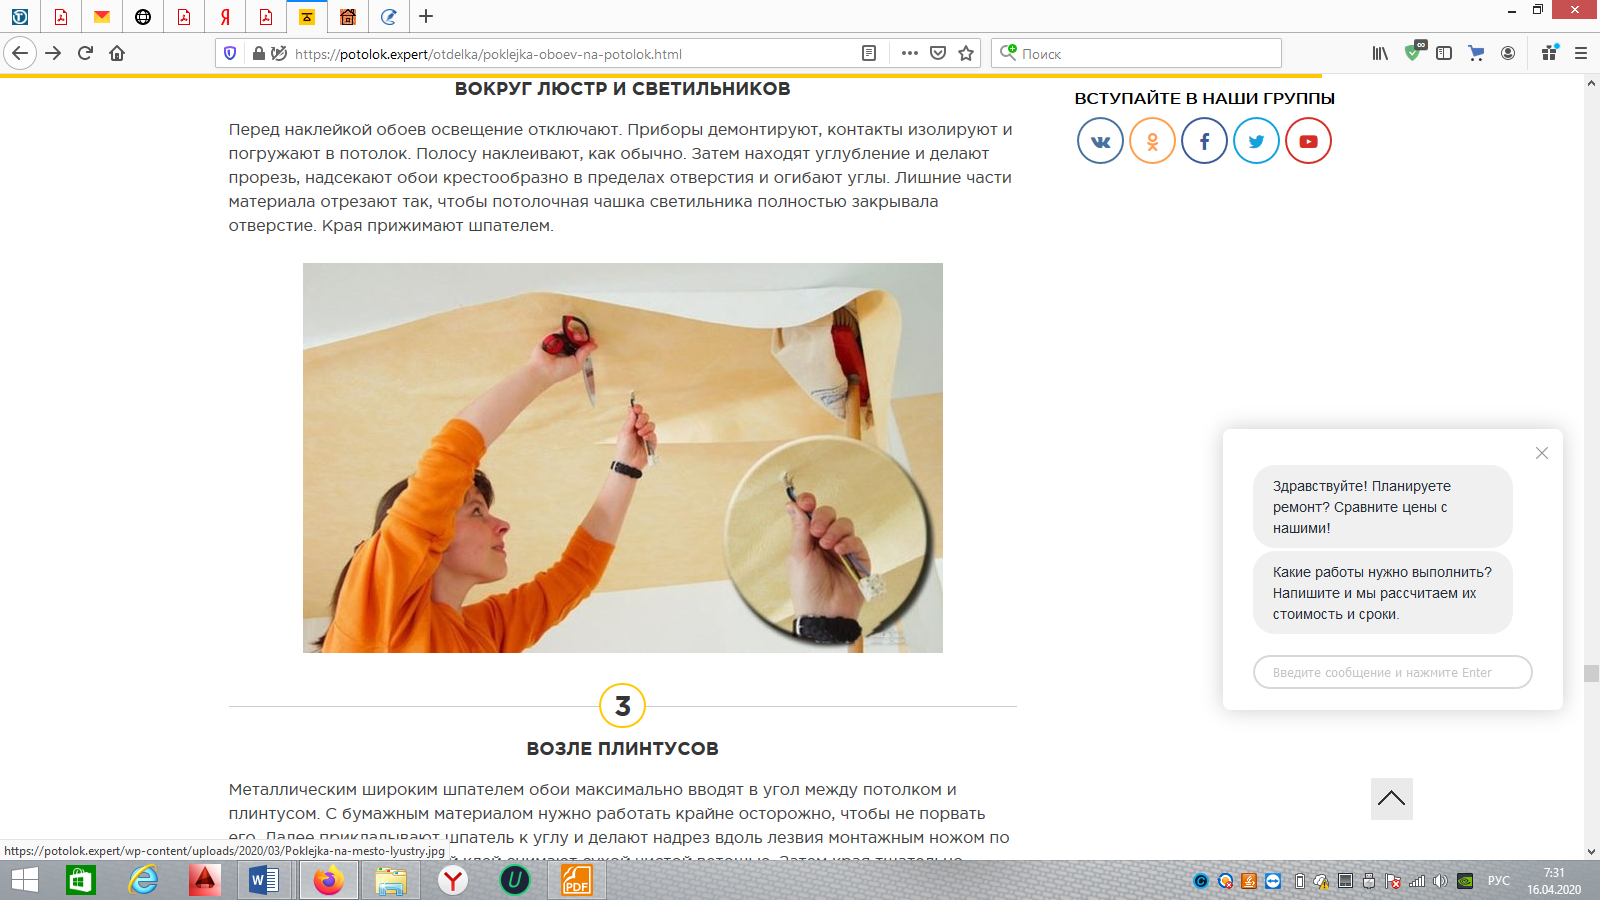 https://potolok.expert/otdelka/poklejka-oboev-na-potolok.html
Поиск
ВОКРУГ ЛЮСТР И СВЕТИЛЬНИКОВ
Перед наклейкой обоев освещение отключают. Приборы демонтируют, контакты изолируют и
погружают в потолок. Полосу наклеивают, как обычно. Затем находят углубление и делают
прорезь, надсекают обои крестообразно в пределах отверстия и огибают углы. Лишние части
материала отрезают так, чтобы потолочная чашка светильника полностью закрывала
отверстие. Края прижимают шпателем.
3
ВОЗЛЕ ПЛИНТУСОВ
Металлическим широким шпателем обои максимально вводят в угол между потолком и
плинтусом. С бумажным материалом нужно работать крайне осторожно, чтобы не порвать
его. Далее прикладывают шпатель к углу и делают надрез вдоль лезвия монтажным ножом по
ВСТУПАЙТЕ В НАШИ ГРУППЫ
Здравствуйте! Планируете
ремонт? Сравните цены с
нашими!
Какие работы нужно выполнить?
Напишите и мы рассчитаем их
стоимость и сроки.
Введите сообщение и нажмите Enter
https://potolok.expert/wp-content/uploads/2020/03/Poklejka-na-mesto-lyustry.jpg
PDF
РУС
7:31
16.04.2020